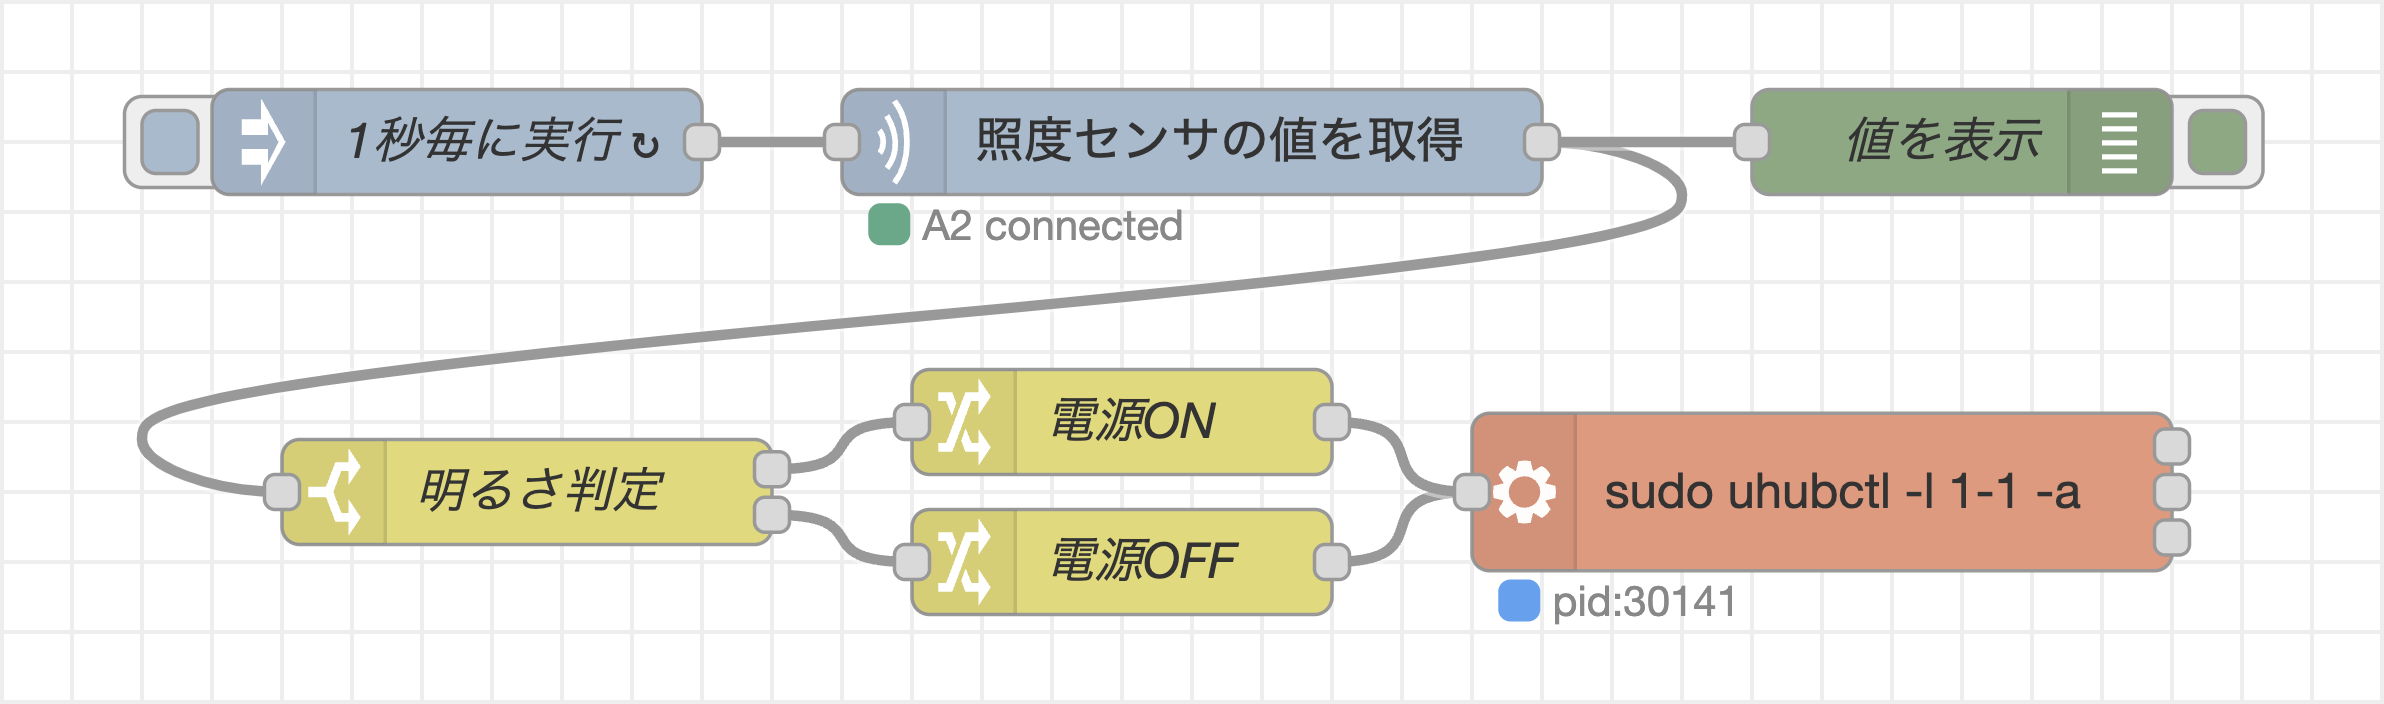 1秒毎に実行 ↻
照度センサの値を取得
値を表示
A2 connected
明るさ判定
電源ON
電源OFF
sudo uhubctl -l 1-1 -a
pid:30141